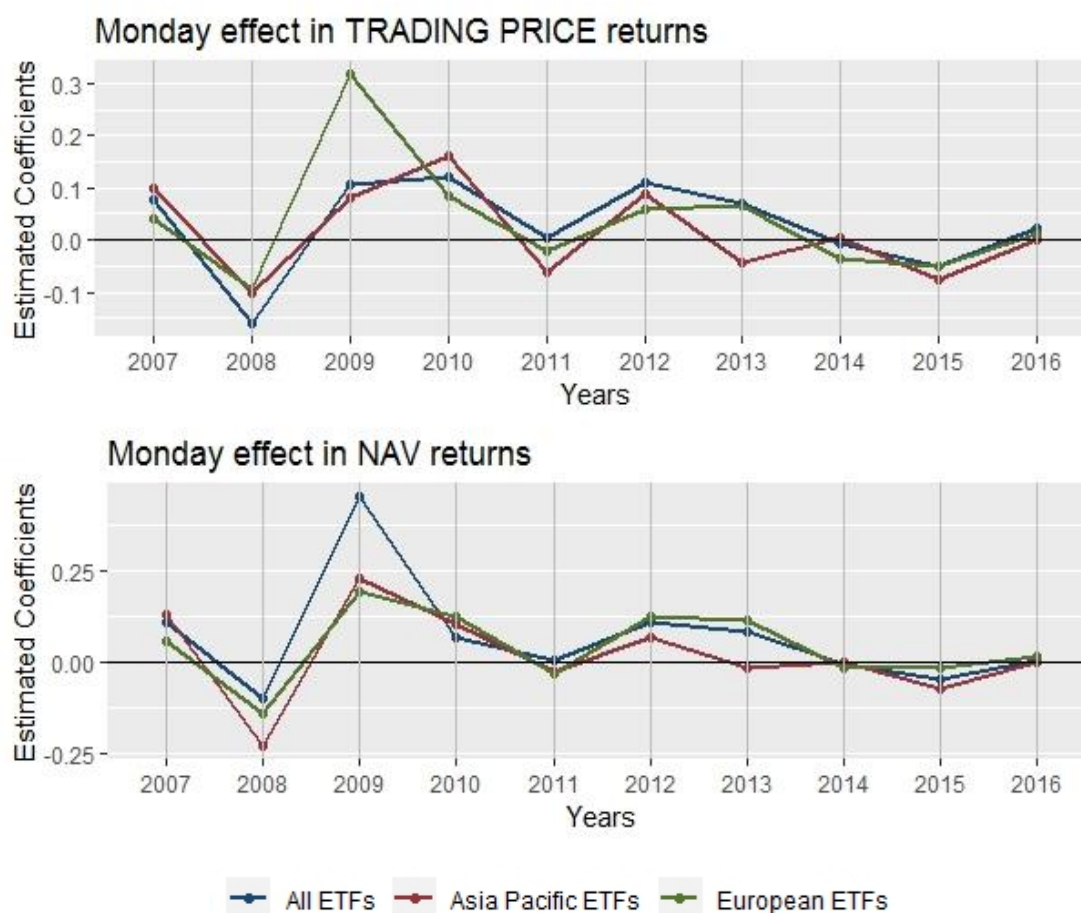 Monday effect in TRADING PRICE returns
Estimated Coefficients
0.3
0.2
0.1
0.0
-0.1
2007 2008 2009 2010 2011 2012 2013 2014 2015 2016
Years
Monday effect in NAV returns
Estimated Coefficients
0.25
0.00
-0.25
2007 2008 2009 2010 2011 2012 2013 2014 2015 2016
Years
All ETFs Asia Pacific ETFs European ETFs